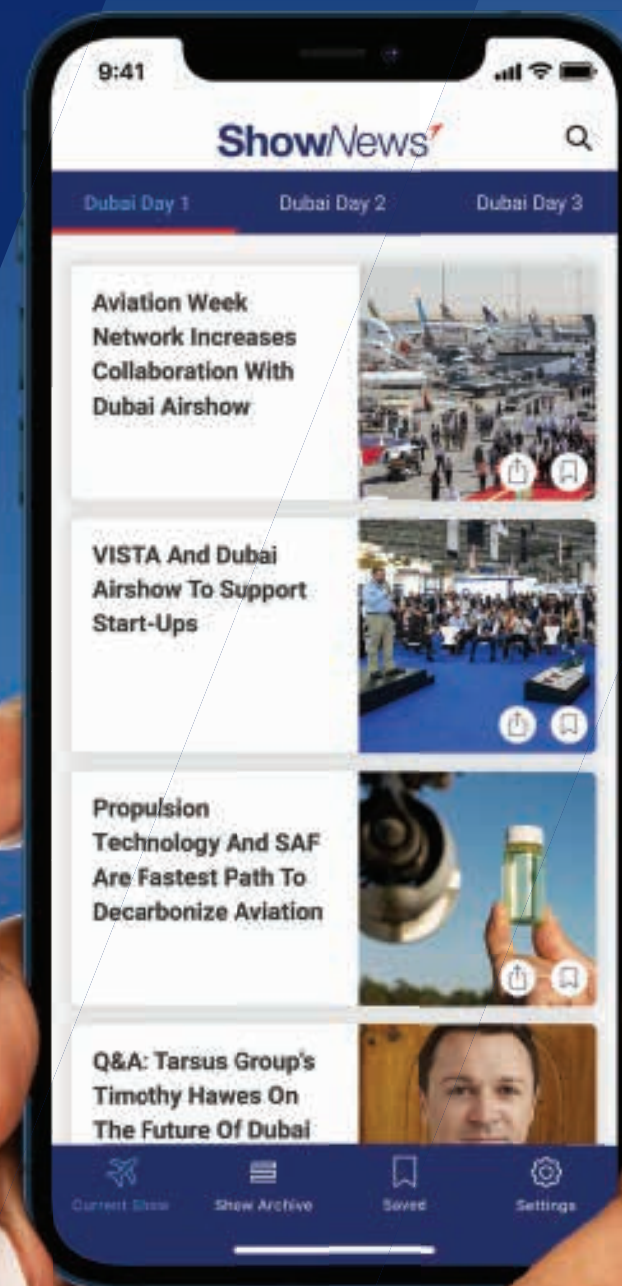 9:41
ShowNews
Dubai Day 1
Dubai Day 2
Dubai Day 3
Aviation Week
Network Increases
Collaboration With
Dubai Airshow
VISTA And Dubai
Airshow To Support
Start-Ups
Propulsion
Technology And SAF
Are Fastest Path To
Decarbonize Aviation
Q&A: Tarsus Group's
Timothy Hawes On
The Future Of Dubai
Current Show
Show Archive
Saved
Settings